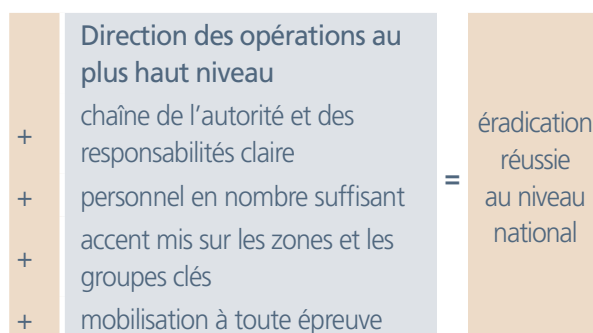 Direction des opérations au
plus haut niveau
+ chaîne de l’autorité et des
responsabilités claire
+ personnel en nombre suffisant
+ accent mis sur les zones et les
groupes clés
+ mobilisation à toute épreuve
=
éradication
réussie
au niveau
national